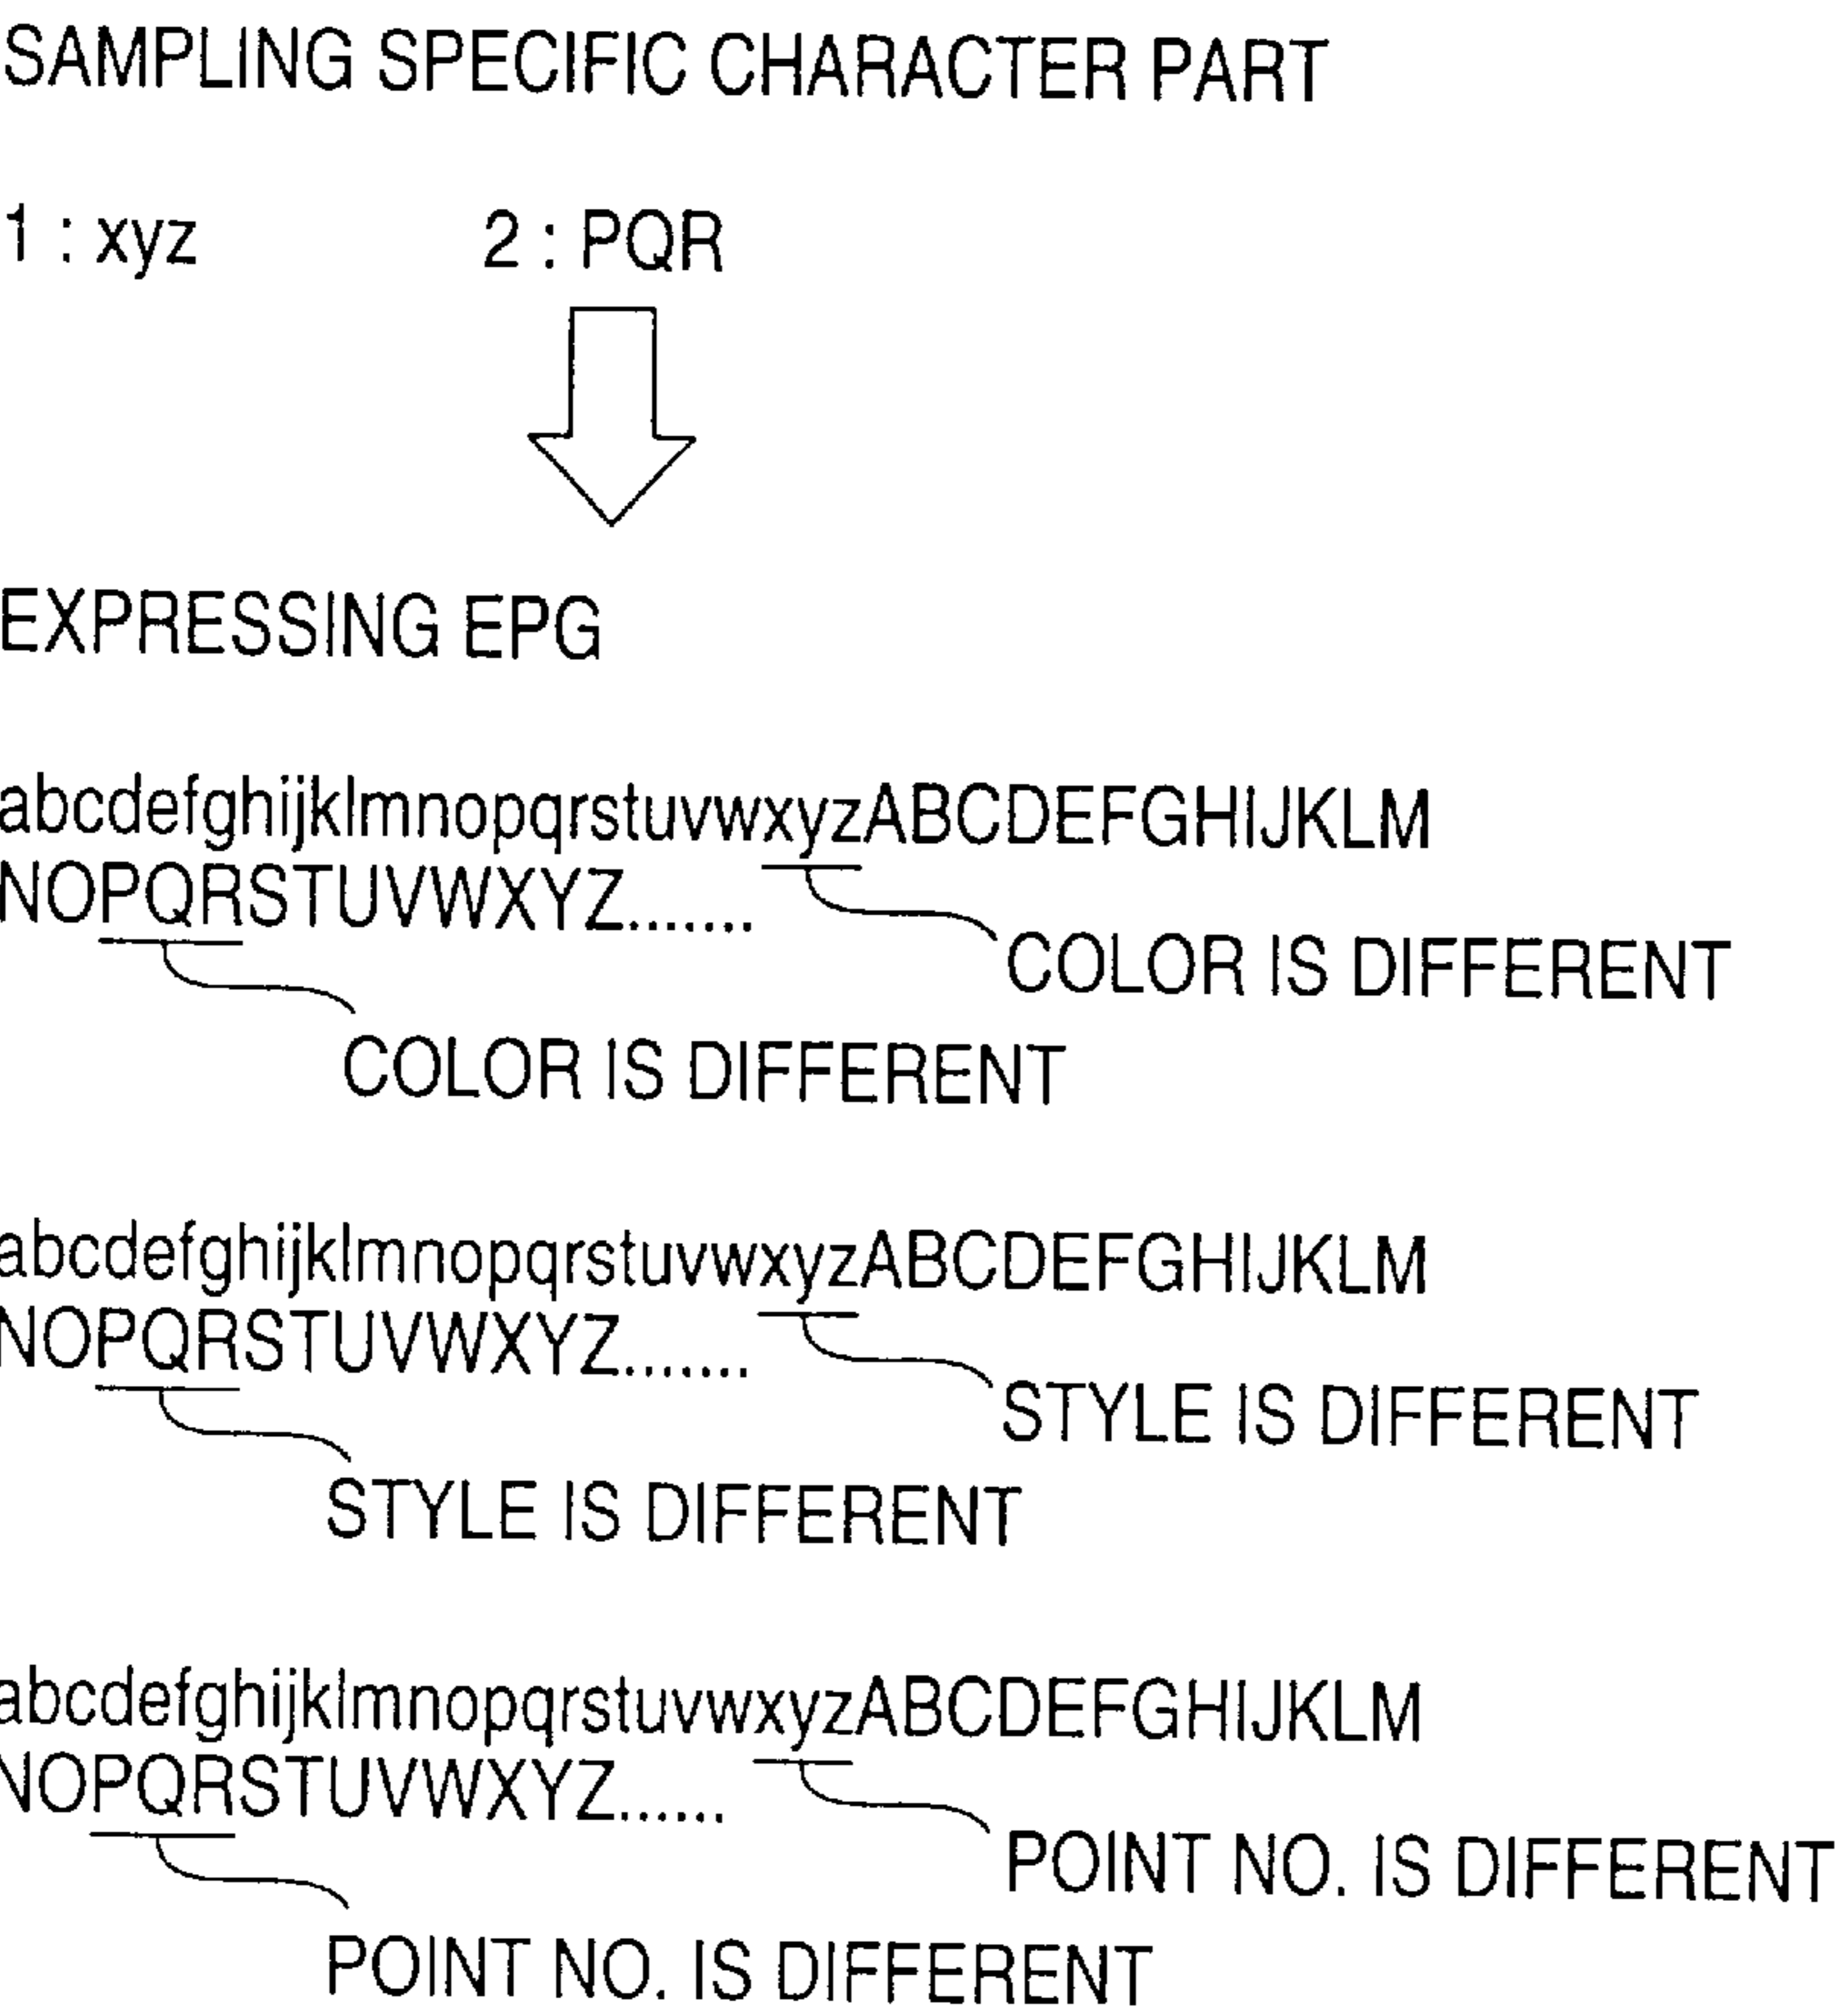 SAMPLING SPECIFIC CHARACTER PART
1 : xyz 2 : PQR
EXPRESSING EPG
abcdefghijklmnopqrstuvwxyzABCDEFGHIJKLM
NOPQRSTUVWXYZ.......
COLOR IS DIFFERENT
COLOR IS DIFFERENT
abcdefghijklmnopqrstuvwxyzABCDEFGHIJKLM
NOPQRSTUVWXYZ.......
STYLE IS DIFFERENT
STYLE IS DIFFERENT
abcdefghijklmnopqrstuvwxyzABCDEFGHIJKLM
NOPQRSTUVWXYZ......
POINT NO. IS DIFFERENT
POINT NO. IS DIFFERENT